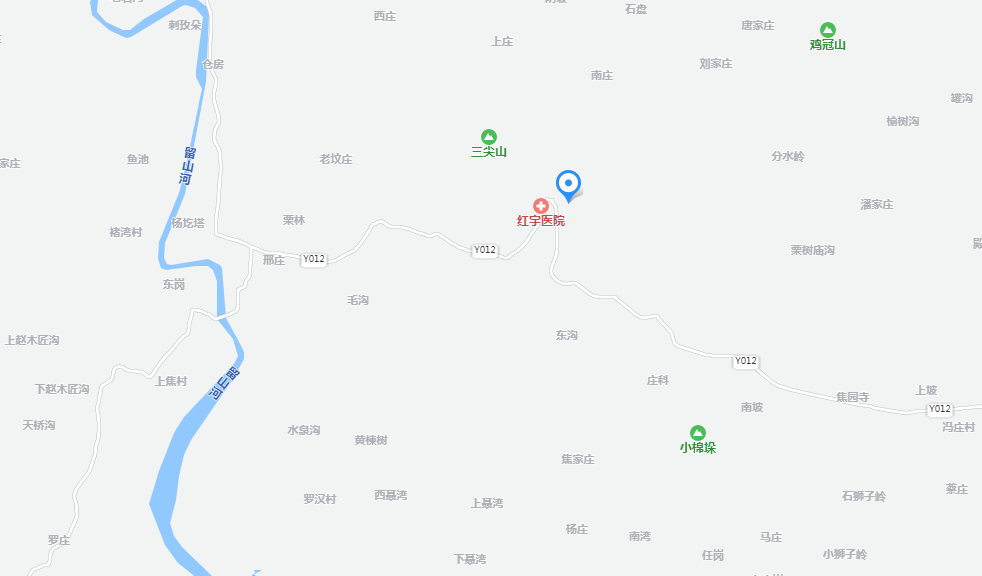 西庄
石盘
刺玫朵
唐家庄
上庄
鸡冠山
仓房
刘家庄
南庄
罐沟
榆树沟
三尖山
鱼池
老坟庄
分水岭
家庄
留山河
潘家庄
栗林
红宇医院
褚湾村
栗树庙沟
Y012
邢庄
Y012
东岗
毛沟
东沟
上赵木匠沟
Y012
留山河
上焦村
庄科
下赵木匠沟
上坡
焦园寺
南坡
Y012
天桥沟
冯庄村
水泉沟
黄楝树
小棉垛
焦家庄
蔡庄
罗汉村
西聂湾
石狮子岭
上聂湾
杨庄
南湾
马庄
罗庄
任岗
小狮子岭
下聂湾